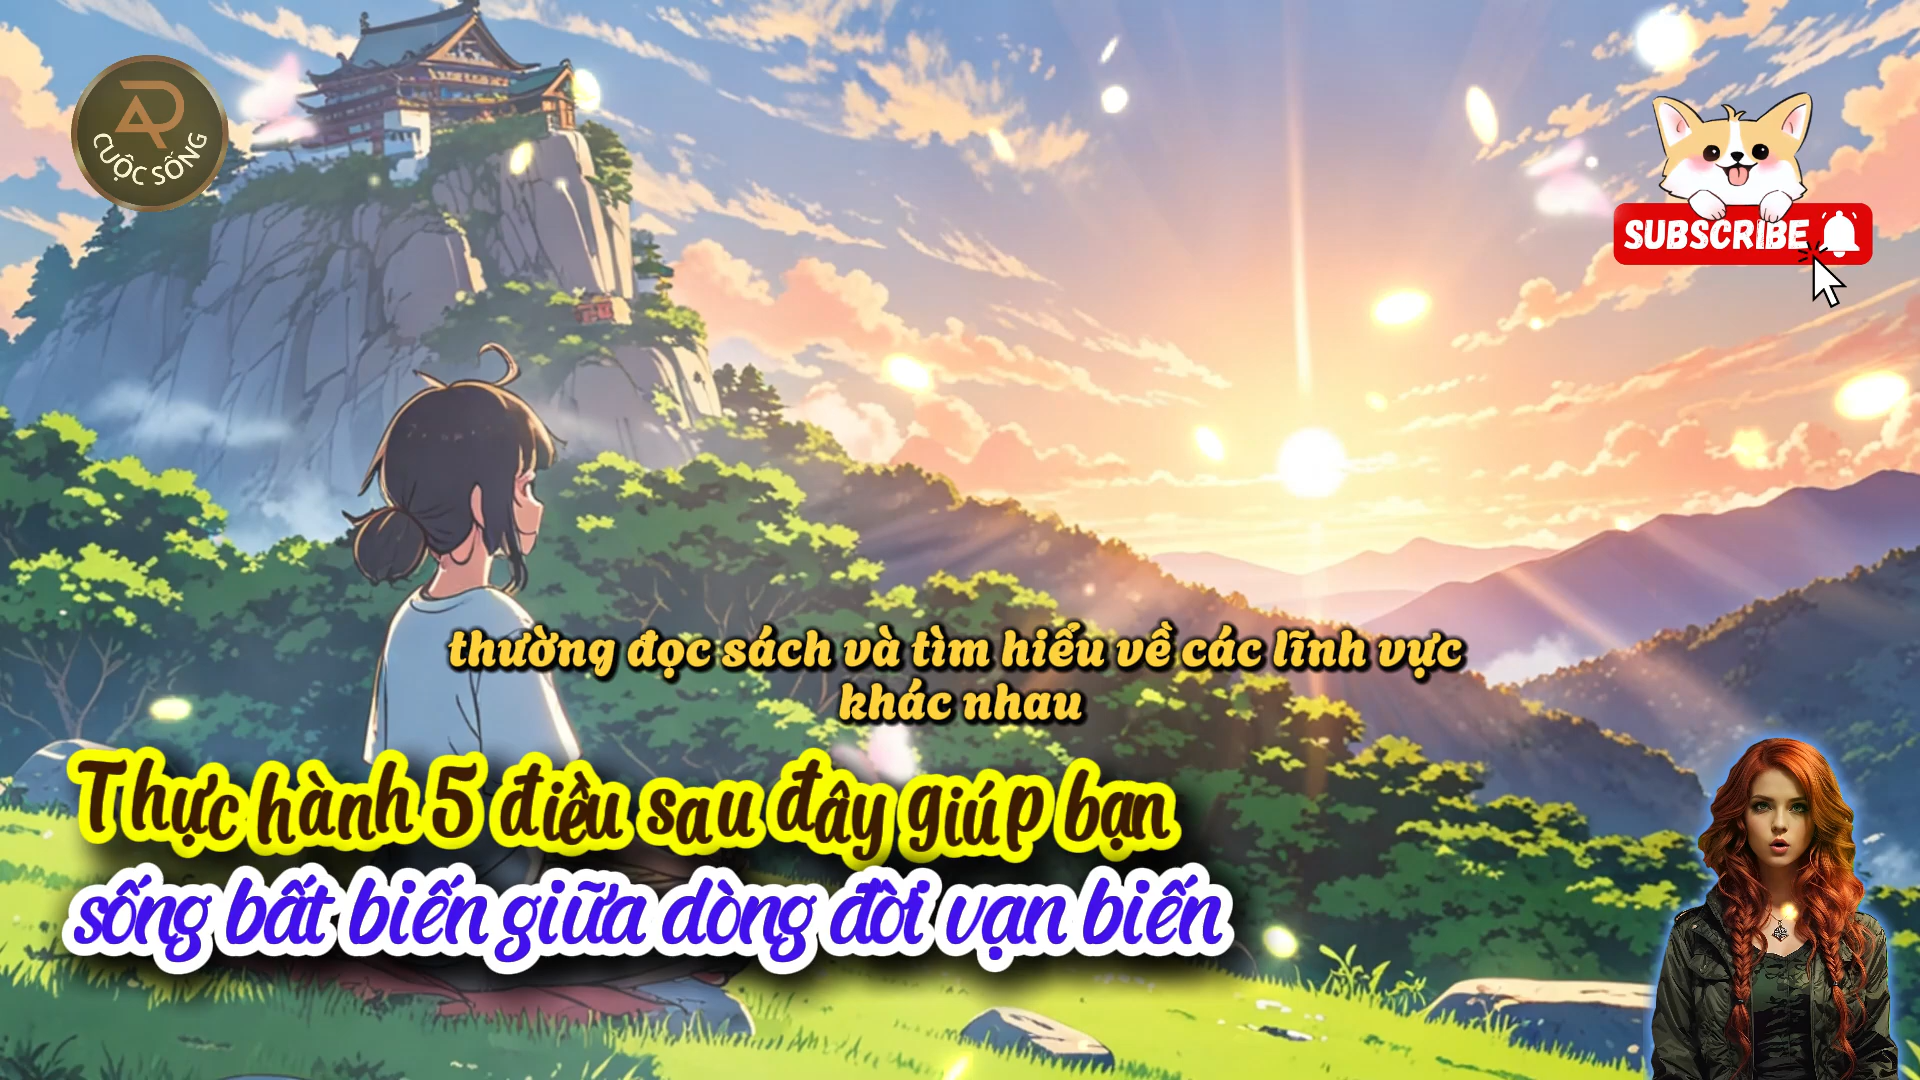 CUỘC SỐNG
SUBSCRIBE
thường đọc sách và tìm hiểu về các lĩnh vực
khác nhau
Thực hành 5 điều sau đây giúp bạn
sống bất biến giữa dòng đời vạn biến